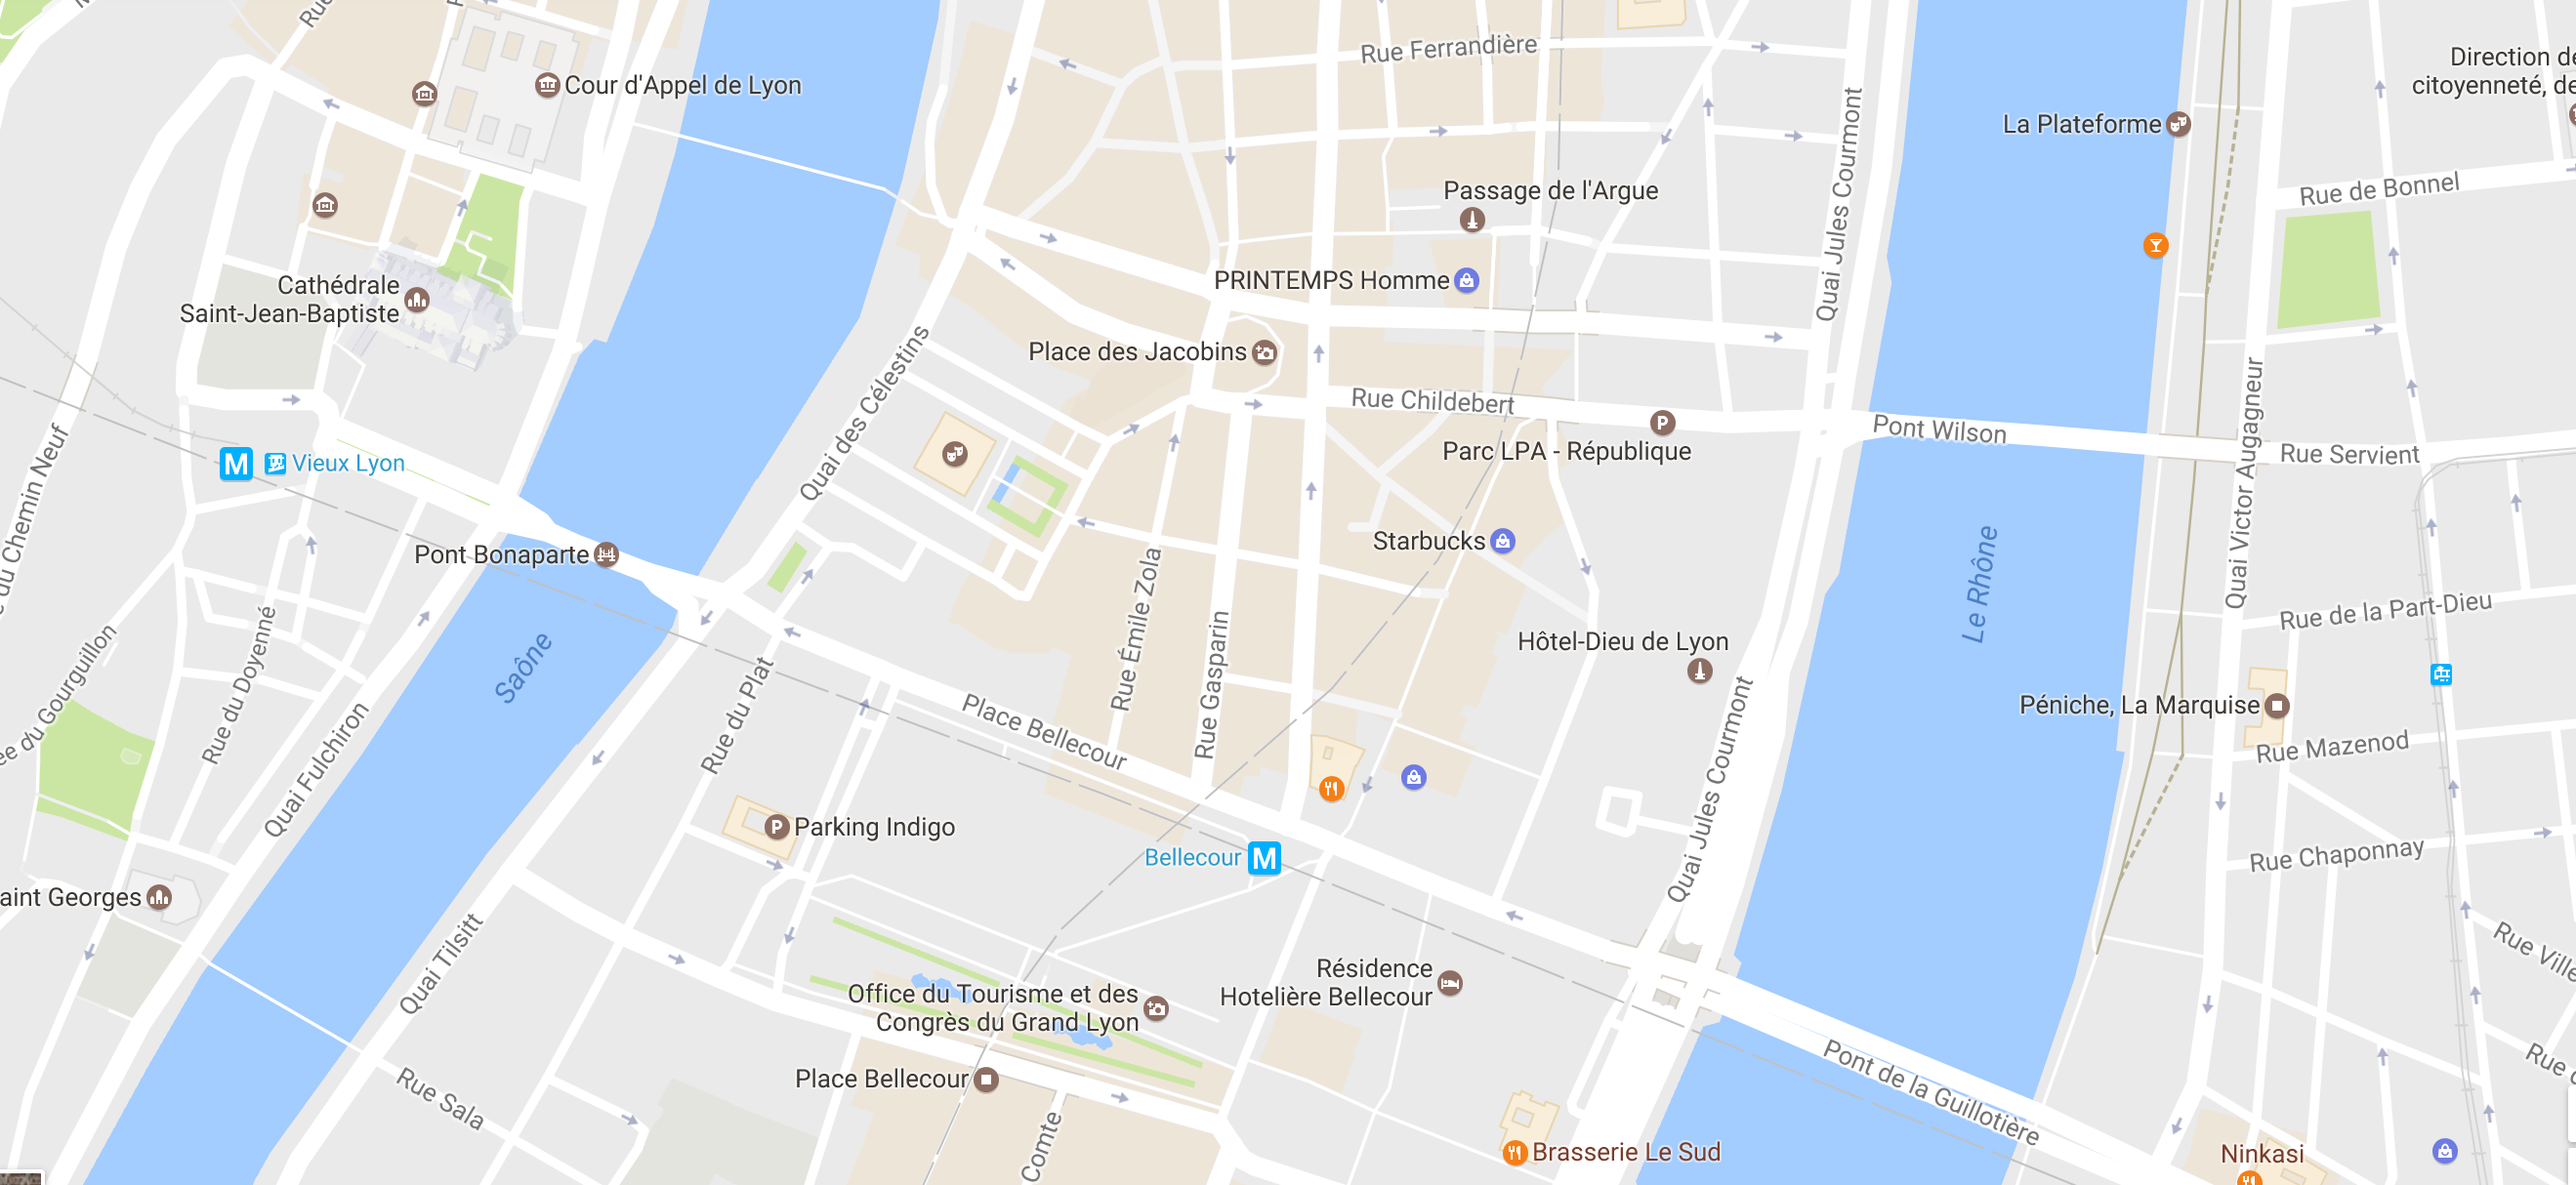 Rue Ferrandière
Direction de
citoyenneté, de
Cour d'Appel de Lyon
La Plateforme
Quai Jules Courmont
Passage de l'Argue
Rue de Bonnel
Cathédrale
Saint-Jean-Baptiste
PRINTEMPS Homme
Place des Jacobins
Quai des Célestins
Rue Childebert
Pont Wilson
Parc LPA - République
Rue Servient
Quai Victor Augagneur
M Vieux Lyon
du Chemin Neuf
Pont Bonaparte
Starbucks
Le Rhône
Saône
Rue Émile Zola
Rue Gasparin
Hôtel-Dieu de Lyon
Rue de la Part-Dieu
Rue du Doyenné
ée du Gourguillon
Quai Fulchiron
Rue du Plat
Place Bellecour
Péniche, La Marquise
Rue Mazenod
Quai Jules Courmont
P Parking Indigo
Bellecour M
Rue Chaponnay
aint Georges
Quai Tilsitt
Résidence
Hotelière Bellecour
Office du Tourisme et des
Congrès du Grand Lyon
Rue Ville
Place Bellecour
Rue Sala
Comte
Pont de la Guillotière
Brasserie Le Sud
Ninkasi